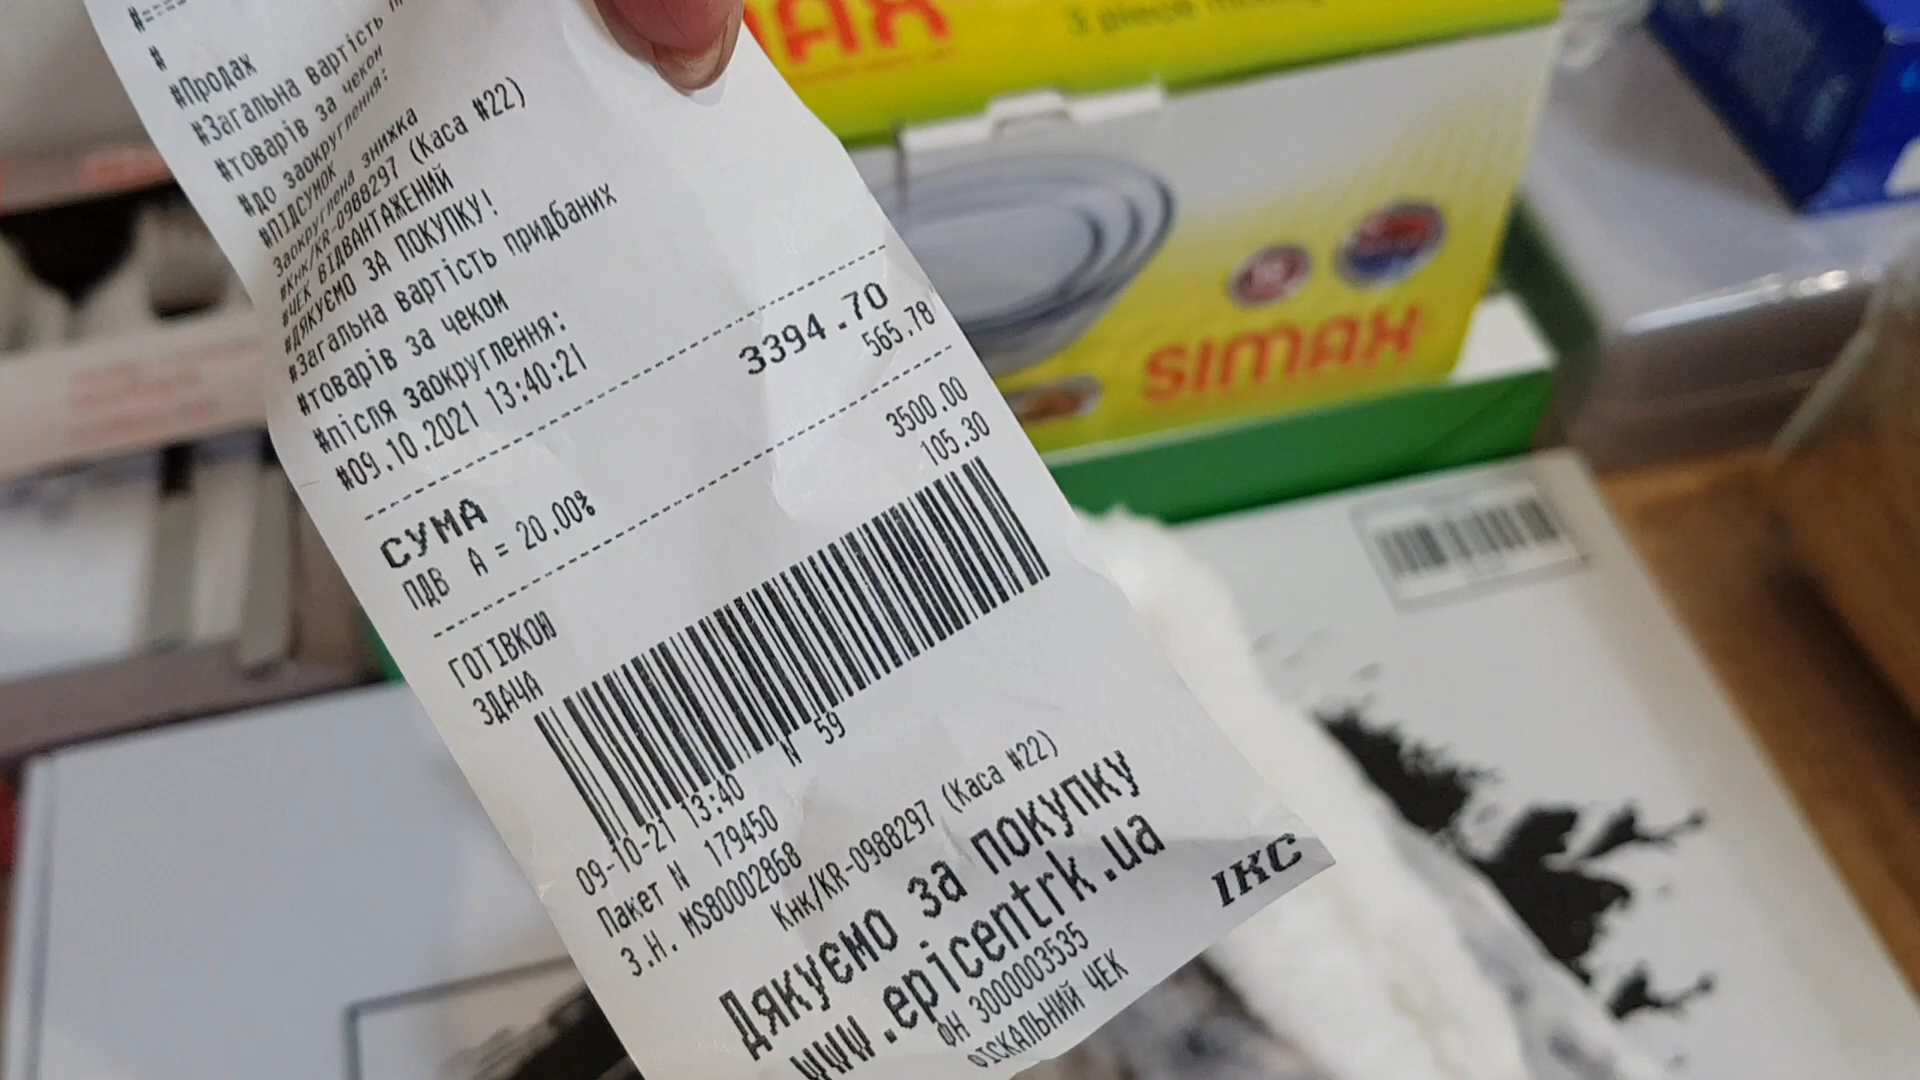 #
#Продаж
#Загальна вартість
#товарів за чеком
#до заокруглення:
#ПІДСУМОК
Заокруглена знижка
#Кнк/KR-0988297 (Каса #22)
#ЧЕК ВІДВАНТАЖЕНИЙ
#ДЯКУЄМО ЗА ПОКУПКУ!
#Загальна вартість придбаних
#товарів за чеком
#після заокруглення:
#09.10.2021 13:40:21
СУМА 3394.70
ПДВ А = 20.00% 565.78
ГОТІВКОЮ 3500.00
ЗДАЧА 105.30
N 59
09-10-21 13:40
Пакет N 179450
З.Н. MS80002868
Кнк/KR-0988297 (Каса #22)
Дякуємо за покупку
www.epicentrk.ua
ФН 3000003535
ФІСКАЛЬНИЙ ЧЕК
ІКС
3 piece
SIMAX